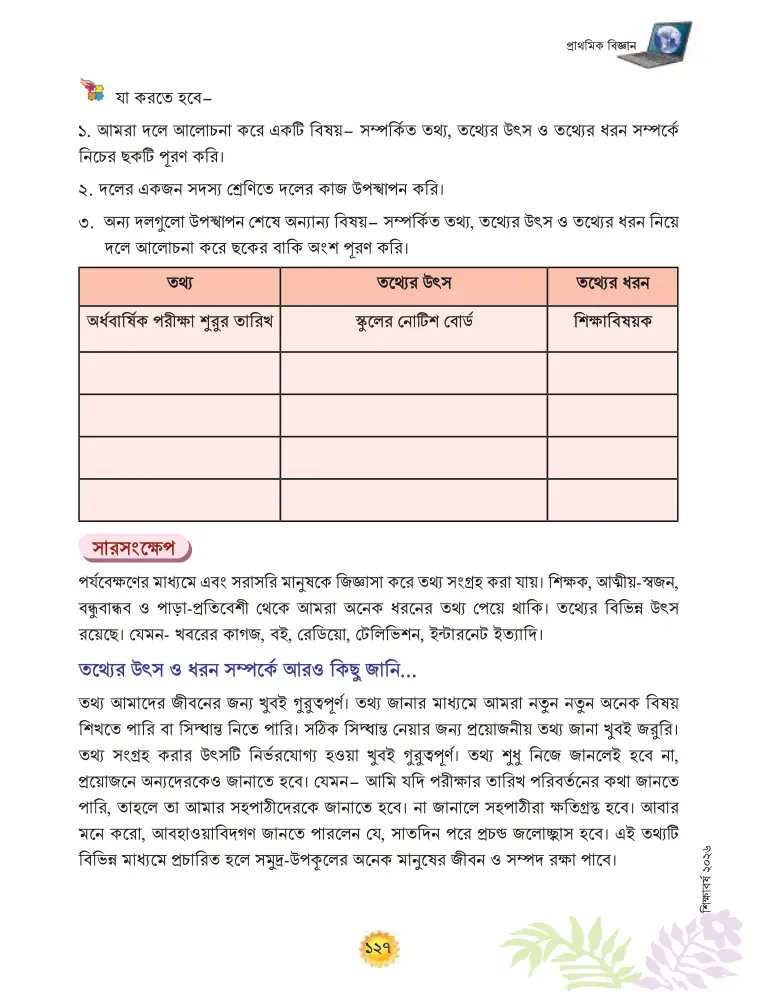 প্রাথমিক বিজ্ঞান
যা করতে হবে–
১. আমরা দলে আলোচনা করে একটি বিষয়– সম্পর্কিত তথ্য, তথ্যের উৎস ও তথ্যের ধরন সম্পর্কে
নিচের ছকটি পূরণ করি।
২. দলের একজন সদস্য শ্রেণিতে দলের কাজ উপস্থাপন করি।
৩. অন্য দলগুলো উপস্থাপন শেষে অন্যান্য বিষয়– সম্পর্কিত তথ্য, তথ্যের উৎস ও তথ্যের ধরন নিয়ে
দলে আলোচনা করে ছকের বাকি অংশ পূরণ করি।
তথ্য তথ্যের উৎস তথ্যের ধরন
অর্ধবার্ষিক পরীক্ষা শুরুর তারিখ স্কুলের নোটিশ বোর্ড শিক্ষাবিষয়ক
সারসংক্ষেপ
পর্যবেক্ষণের মাধ্যমে এবং সরাসরি মানুষকে জিজ্ঞাসা করে তথ্য সংগ্রহ করা যায়। শিক্ষক, আত্মীয়-স্বজন,
বন্ধুবান্ধব ও পাড়া-প্রতিবেশী থেকে আমরা অনেক ধরনের তথ্য পেয়ে থাকি। তথ্যের বিভিন্ন উৎস
রয়েছে। যেমন- খবরের কাগজ, বই, রেডিয়ো, টেলিভিশন, ইন্টারনেট ইত্যাদি।
তথ্যের উৎস ও ধরন সম্পর্কে আরও কিছু জানি...
তথ্য আমাদের জীবনের জন্য খুবই গুরুত্বপূর্ণ। তথ্য জানার মাধ্যমে আমরা নতুন নতুন অনেক বিষয়
শিখতে পারি বা সিদ্ধান্ত নিতে পারি। সঠিক সিদ্ধান্ত নেয়ার জন্য প্রয়োজনীয় তথ্য জানা খুবই জরুরি।
তথ্য সংগ্রহ করার উৎসটি নির্ভরযোগ্য হওয়া খুবই গুরুত্বপূর্ণ। তথ্য শুধু নিজে জানলেই হবে না,
প্রয়োজনে অন্যদেরকেও জানাতে হবে। যেমন– আমি যদি পরীক্ষার তারিখ পরিবর্তনের কথা জানতে
পারি, তাহলে তা আমার সহপাঠীদেরকে জানাতে হবে। না জানালে সহপাঠীরা ক্ষতিগ্রস্ত হবে। আবার
মনে করো, আবহাওয়াবিদগণ জানতে পারলেন যে, সাতদিন পরে প্রচন্ড জলোচ্ছ্বাস হবে। এই তথ্যটি
বিভিন্ন মাধ্যমে প্রচারিত হলে সমুদ্র-উপকূলের অনেক মানুষের জীবন ও সম্পদ রক্ষা পাবে।
শিক্ষাবর্ষ ২০২৬
১২৭